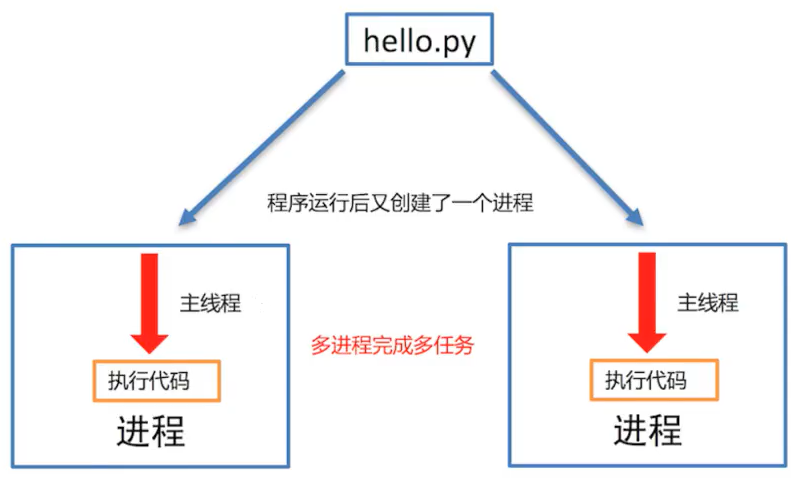 hello.py
程序运行后又创建了一个进程
主线程
主线程
多进程完成多任务
执行代码
执行代码
进程
进程